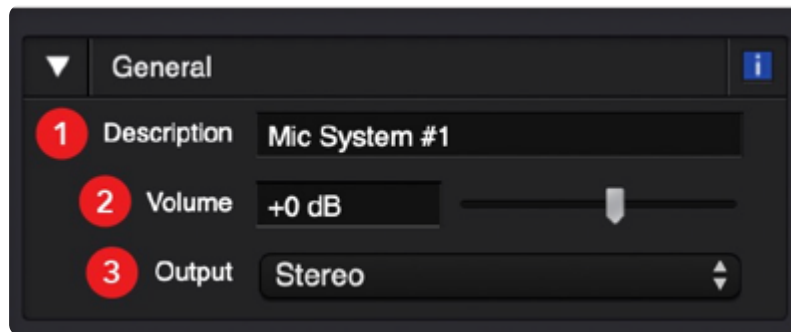 General i
1 Description Mic System #1
2 Volume +0 dB
3 Output Stereo